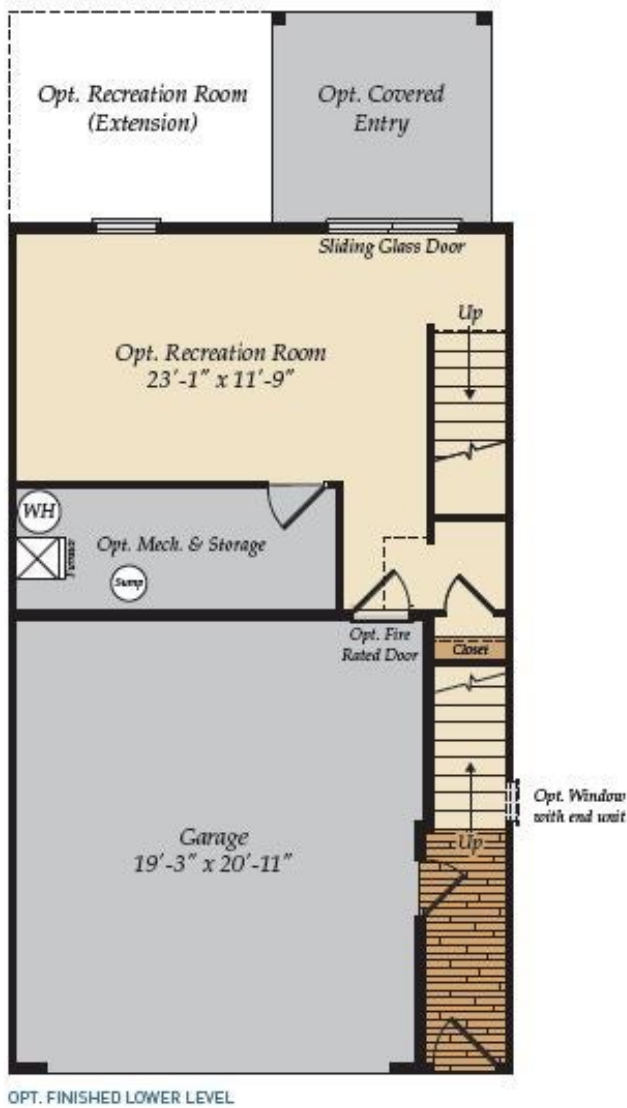 Opt. Recreation Room
(Extension)
Opt. Covered
Entry
Sliding Glass Door
Up
Opt. Recreation Room
23'-1" x 11'-9"
WH
Opt. Mech. & Storage
Furnace
Sump
Opt. Fire
Rated Door
Closet
Opt. Window
with end unit
Garage
19'-3" x 20'-11"
Up
OPT. FINISHED LOWER LEVEL